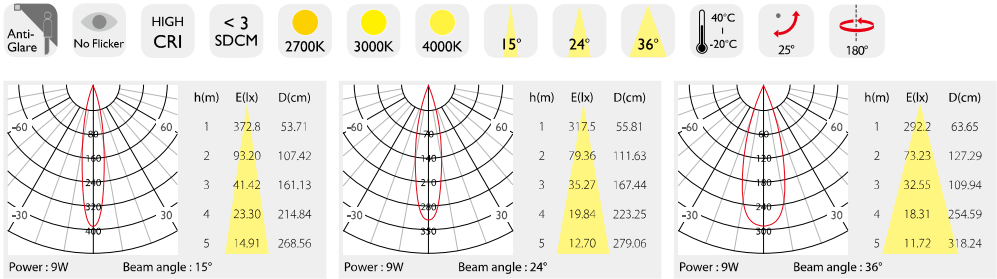 Anti-
Glare
No Flicker
HIGH
CRI
< 3
SDCM
2700K
3000K
4000K
15°
24°
36°
40°C
-20°C
25°
180°
h(m) E(lx) D(cm)
1 372.8 53.71
2 93.20 107.42
3 41.42 161.13
4 23.30 214.84
5 14.91 268.56
-60 60
80
160
240
320
-30 30
400
Power : 9W Beam angle : 15°
h(m) E(lx) D(cm)
1 317.5 55.81
2 79.36 111.63
3 35.27 167.44
4 19.84 223.25
5 12.70 279.06
-60 60
70
140
210
280
-30 30
350
Power : 9W Beam angle : 24°
h(m) E(lx) D(cm)
1 292.2 63.65
2 73.23 127.29
3 32.55 109.94
4 18.31 254.59
5 11.72 318.24
-60 60
60
120
180
240
-30 30
300
Power : 9W Beam angle : 36°